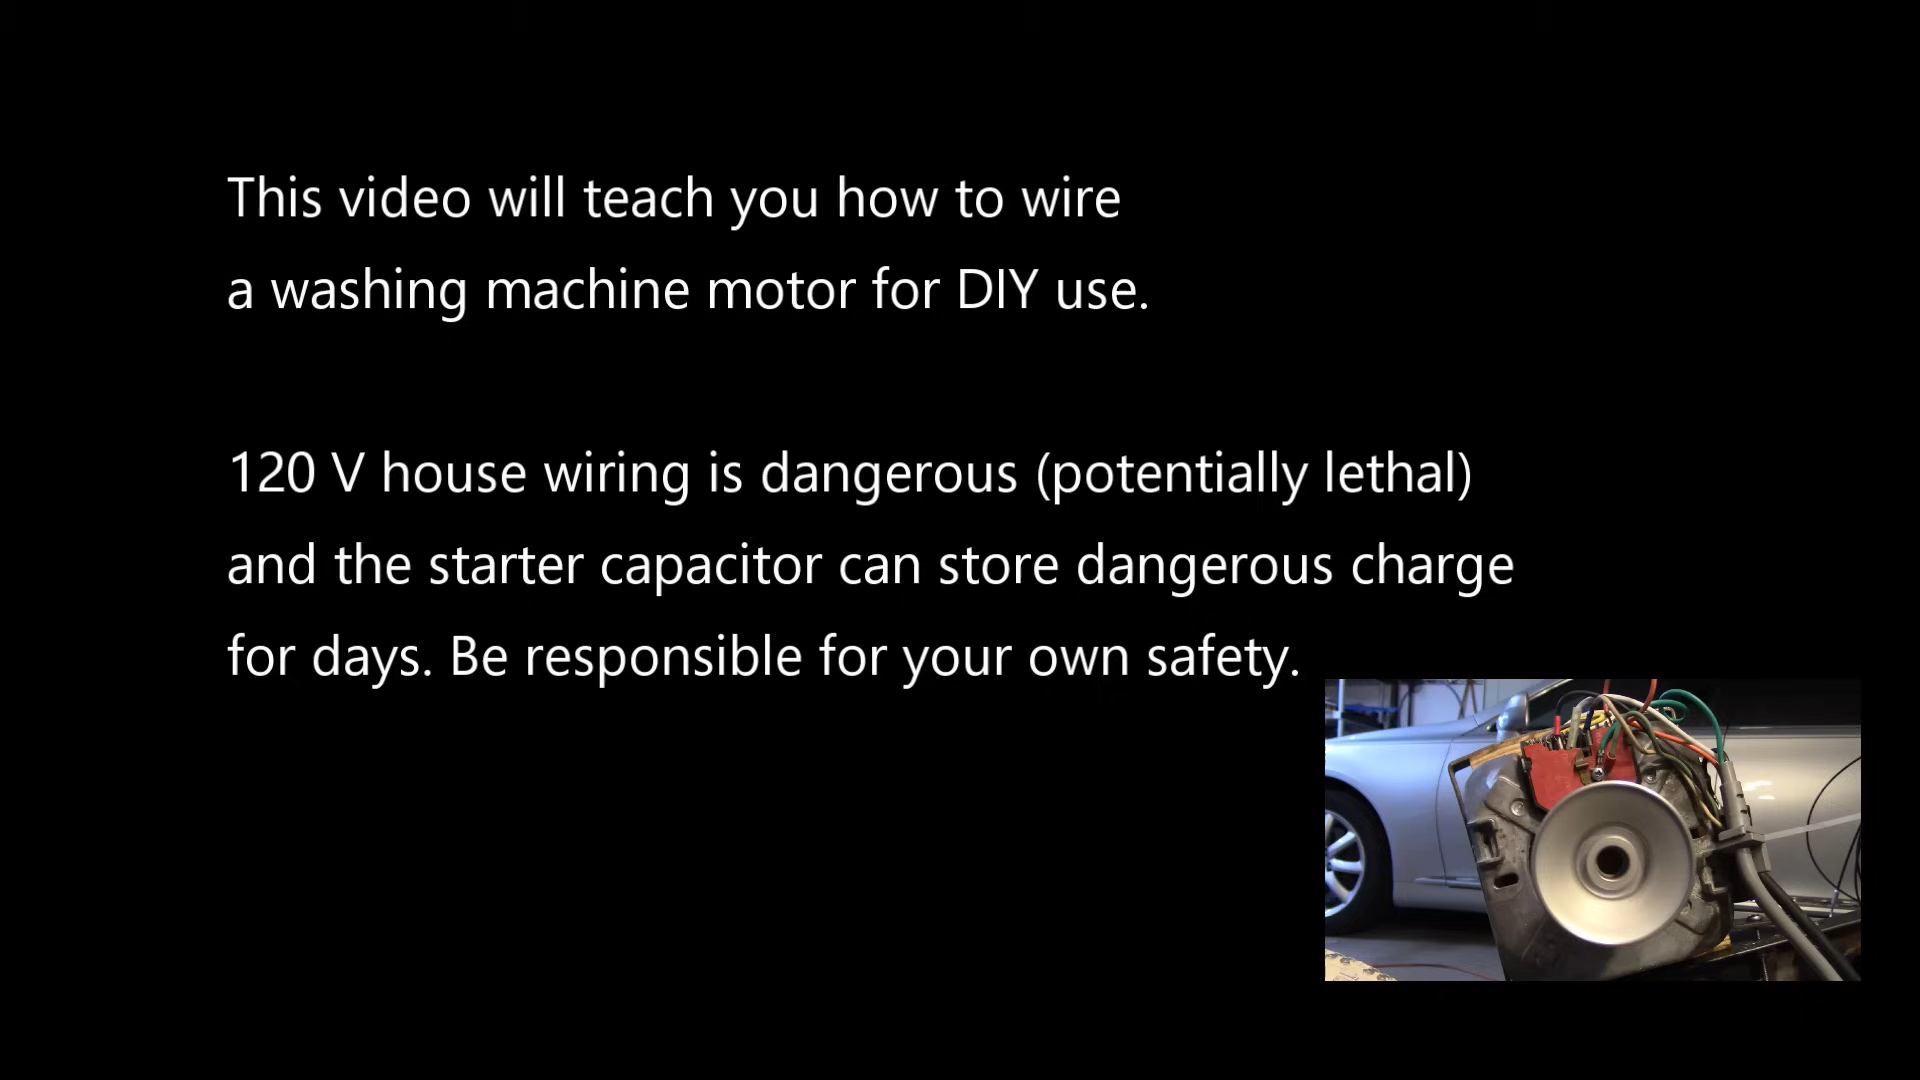 This video will teach you how to wire
a washing machine motor for DIY use.
120 V house wiring is dangerous (potentially lethal)
and the starter capacitor can store dangerous charge
for days. Be responsible for your own safety.